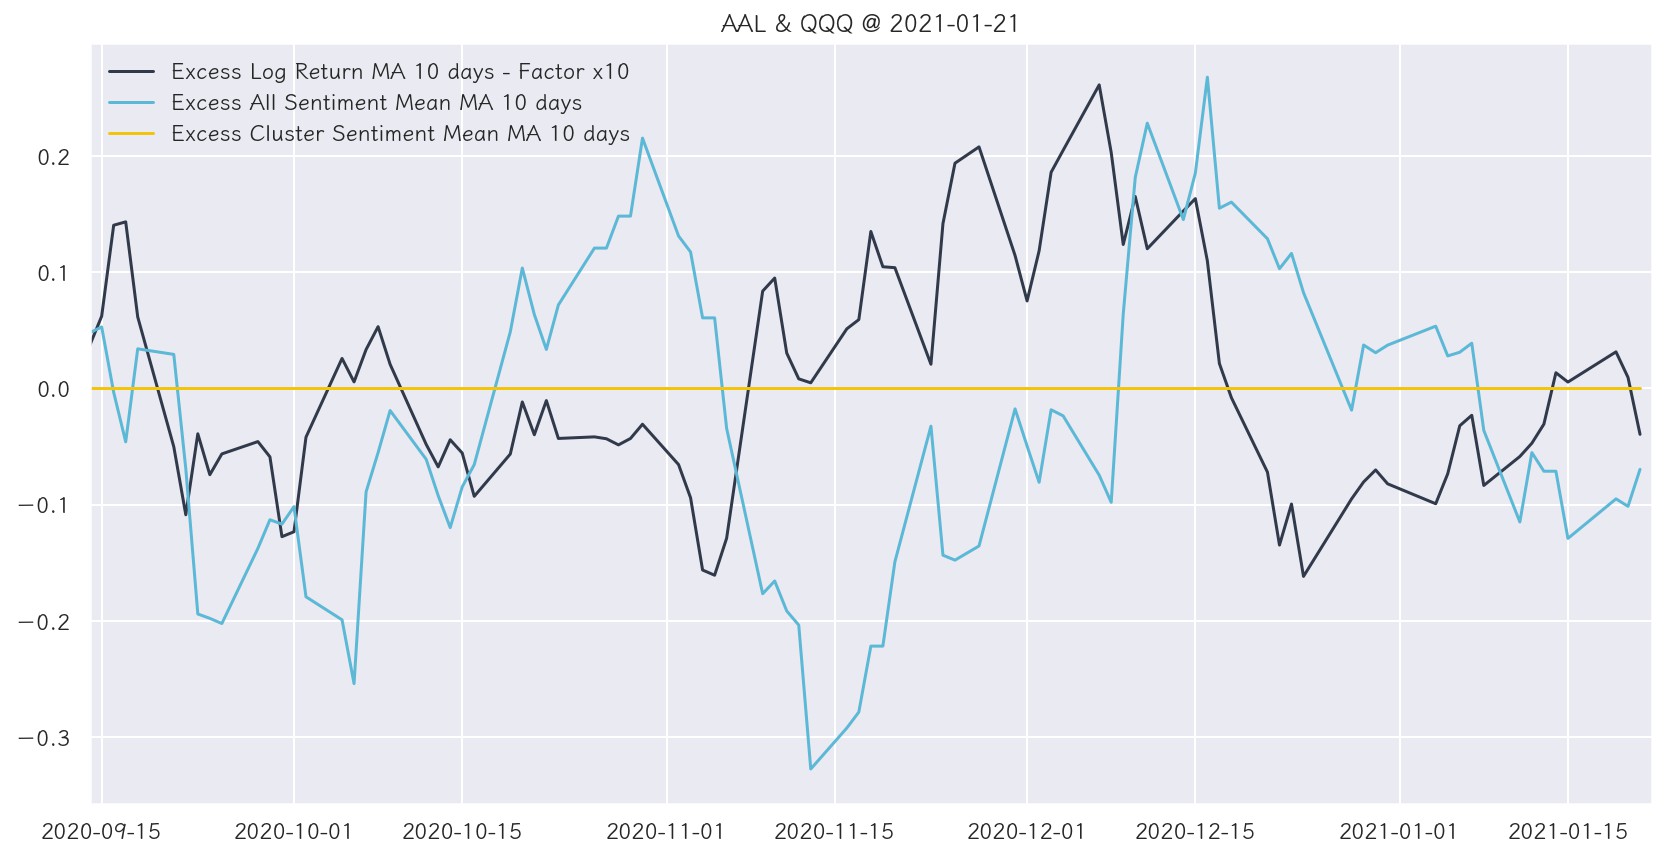 AAL & QQQ @ 2021-01-21
Excess Log Return MA 10 days - Factor x10
Excess All Sentiment Mean MA 10 days
Excess Cluster Sentiment Mean MA 10 days
0.2
0.1
0.0
−0.1
−0.2
−0.3
2020-09-15 2020-10-01 2020-10-15 2020-11-01 2020-11-15 2020-12-01 2020-12-15 2021-01-01 2021-01-15